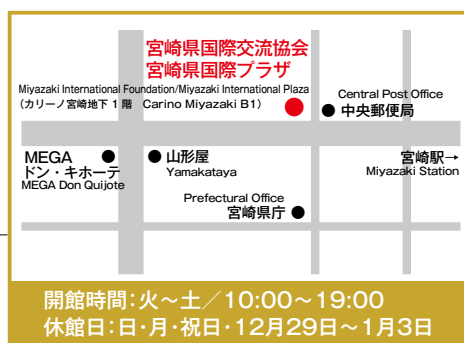 宮崎県国際交流協会
宮崎県国際プラザ
Miyazaki International Foundation/Miyazaki International Plaza
（カリーノ宮崎地下1階　Carino Miyazaki B1）
Central Post Office
中央郵便局
MEGA
ドン・キホーテ
MEGA Don Quijote
山形屋
Yamakataya
宮崎駅→
Miyazaki Station
Prefectural Office
宮崎県庁
開館時間：火～土／10:00～19:00
休館日：日・月・祝日・12月29日～1月3日